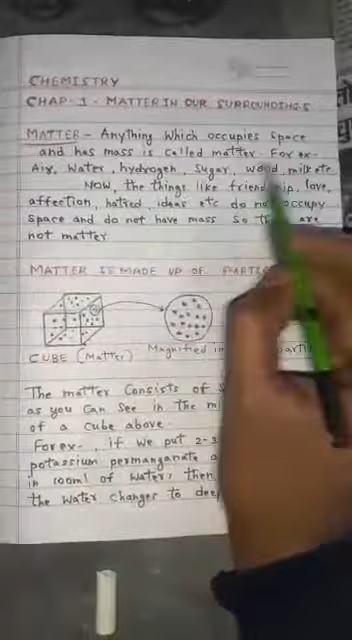 CHEMISTRY
CHAP-1- MATTER IN OUR SURROUNDINGS
MATTER - Anything which occupies space
and has mass is called matter. For ex-
Air, Water, hydrogen, Sugar, wood, milk etc
NOW, the things like friendship, love,
affection, hatred, ideas etc do not occupy
space and do not have mass so they are
not matter
MATTER IS MADE UP OF
CUBE (Matter) Magnified
The matter Consists of
as you Can See in the
of a cube above.
For ex-, if we put 2-3
potassium permanganate
in 100ml of water, then
the water changes to